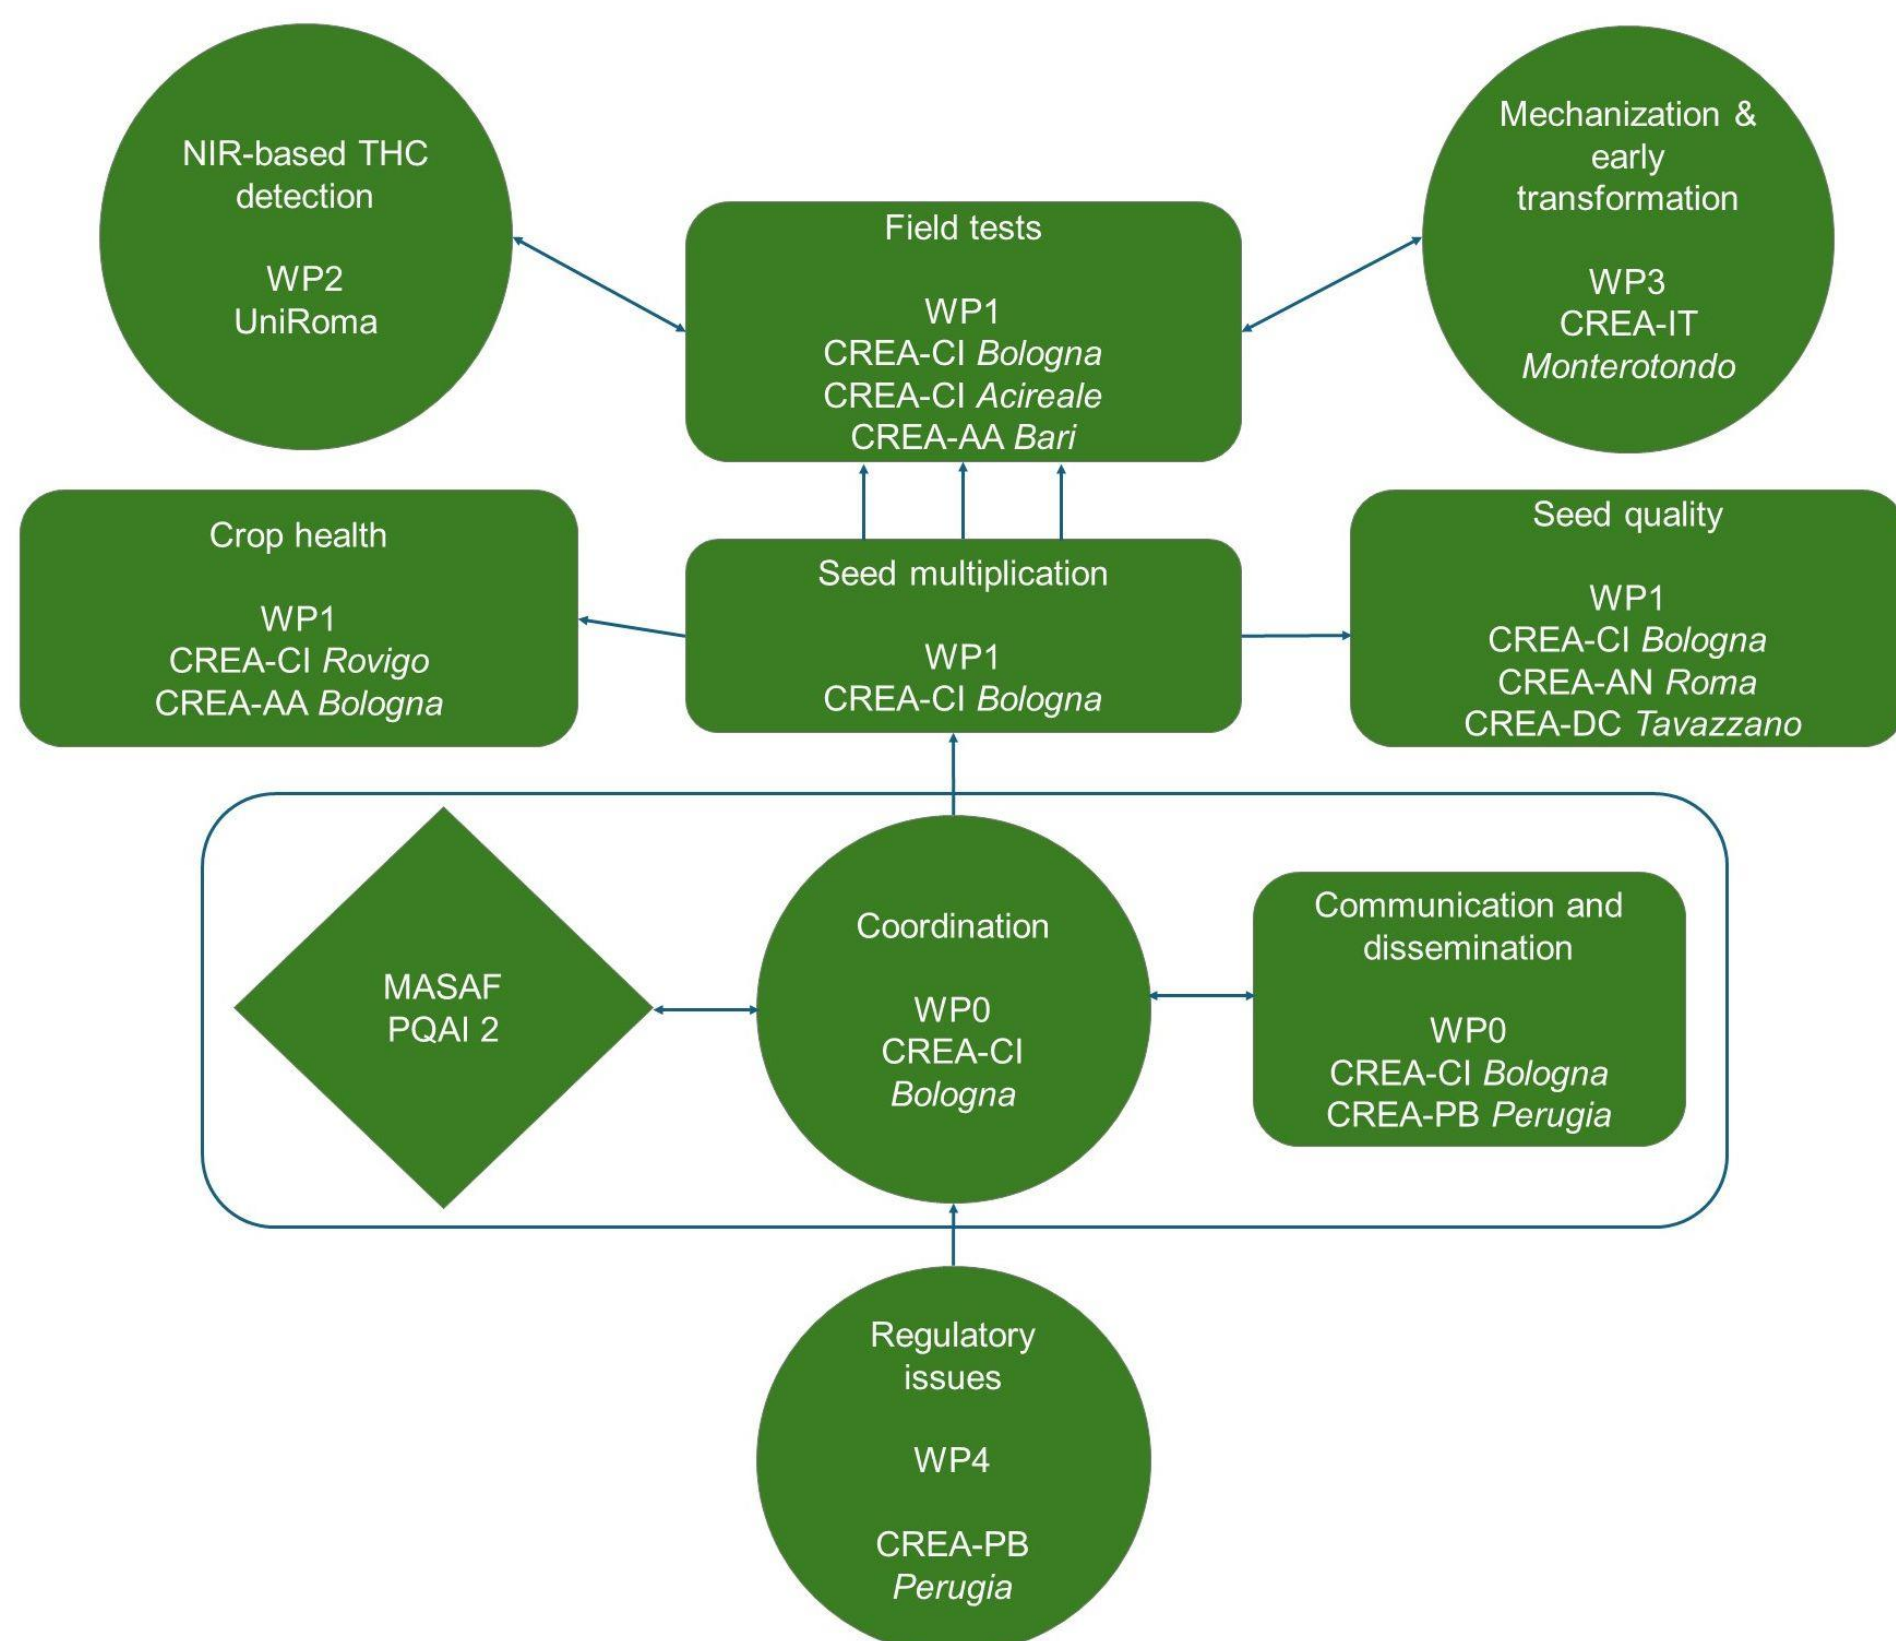 NIR-based THC
detection
WP2
UniRoma
Mechanization &
early
transformation
WP3
CREA-IT
Monterotondo
Field tests
WP1
CREA-CI Bologna
CREA-CI Acireale
CREA-AA Bari
Crop health
WP1
CREA-CI Rovigo
CREA-AA Bologna
Seed multiplication
WP1
CREA-CI Bologna
Seed quality
WP1
CREA-CI Bologna
CREA-AN Roma
CREA-DC Tavazzano
MASAF
PQAI 2
Coordination
WP0
CREA-CI
Bologna
Communication and
dissemination
WP0
CREA-CI Bologna
CREA-PB Perugia
Regulatory
issues
WP4
CREA-PB
Perugia